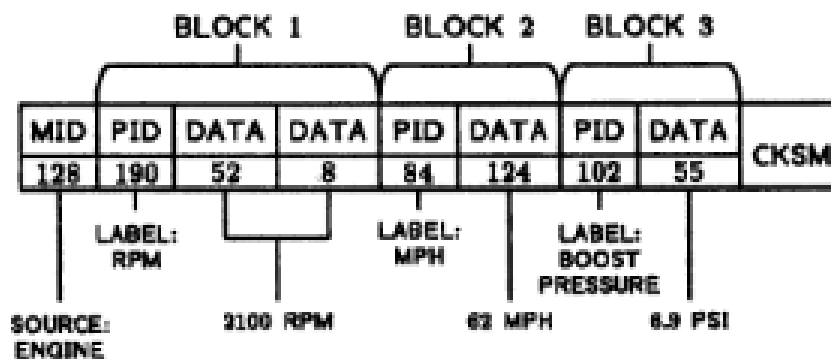 BLOCK 1 BLOCK 2 BLOCK 3
MID PID DATA DATA PID DATA PID DATA CKSM
128 190 52 8 84 124 102 55
LABEL: RPM
LABEL: MPH
LABEL: BOOST PRESSURE
SOURCE: ENGINE
2100 RPM
62 MPH
6.9 PSI